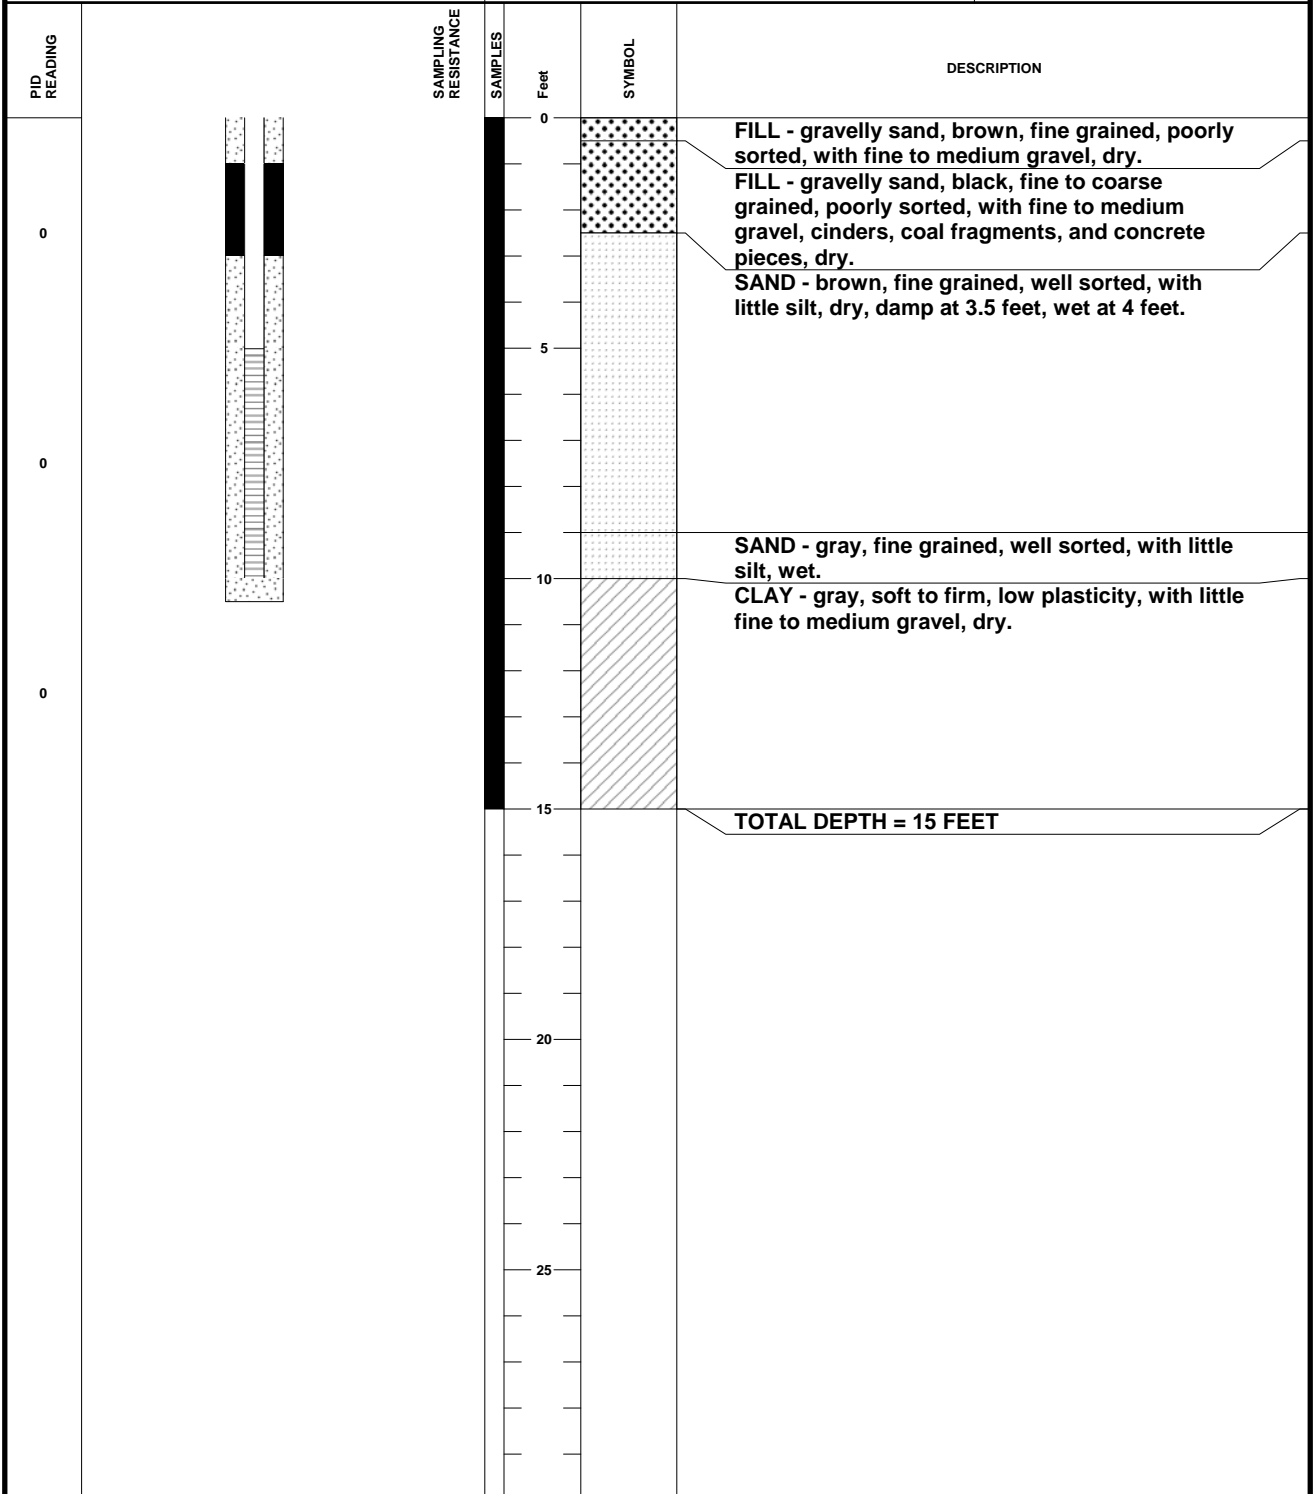 PID
READING
SAMPLING
RESISTANCE
SAMPLES
Feet
SYMBOL
DESCRIPTION
0
FILL - gravelly sand, brown, fine grained, poorly
sorted, with fine to medium gravel, dry.
FILL - gravelly sand, black, fine to coarse
grained, poorly sorted, with fine to medium
gravel, cinders, coal fragments, and concrete
pieces, dry.
0
SAND - brown, fine grained, well sorted, with
little silt, dry, damp at 3.5 feet, wet at 4 feet.
5
0
SAND - gray, fine grained, well sorted, with little
silt, wet.
10
CLAY - gray, soft to firm, low plasticity, with little
fine to medium gravel, dry.
0
15
TOTAL DEPTH = 15 FEET
20
25